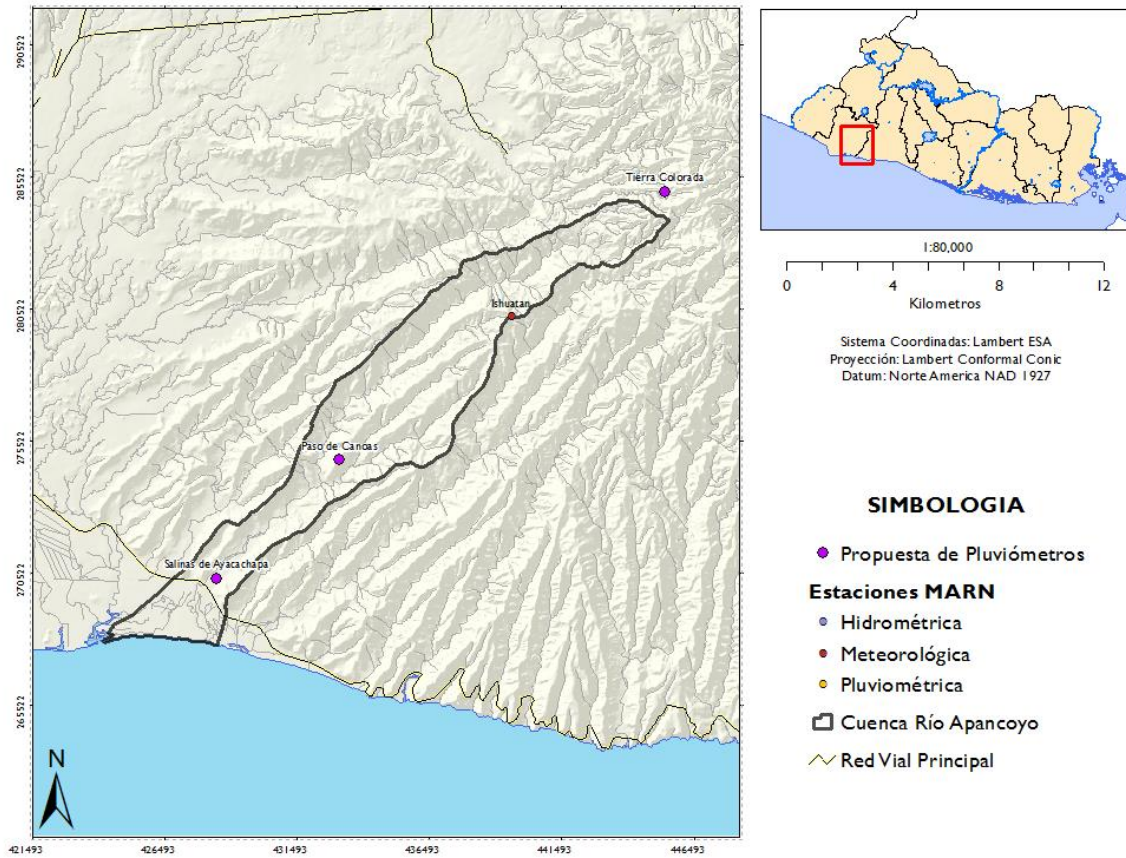 290522
285522
280522
275522
270522
265522
Tierra Colorada
Ishuatan
Paso de Canoas
Salinas de Ayacachapa
N
421493
426493
431493
436493
441493
446493
1:80,000
0
4
8
12
Kilometros
Sistema Coordinadas: Lambert ESA
Proyección: Lambert Conformal Conic
Datum: Norte America NAD 1927
SIMBOLOGIA
Propuesta de Pluviómetros
Estaciones MARN
Hidrométrica
Meteorológica
Pluviométrica
Cuenca Río Apancoyo
Red Vial Principal